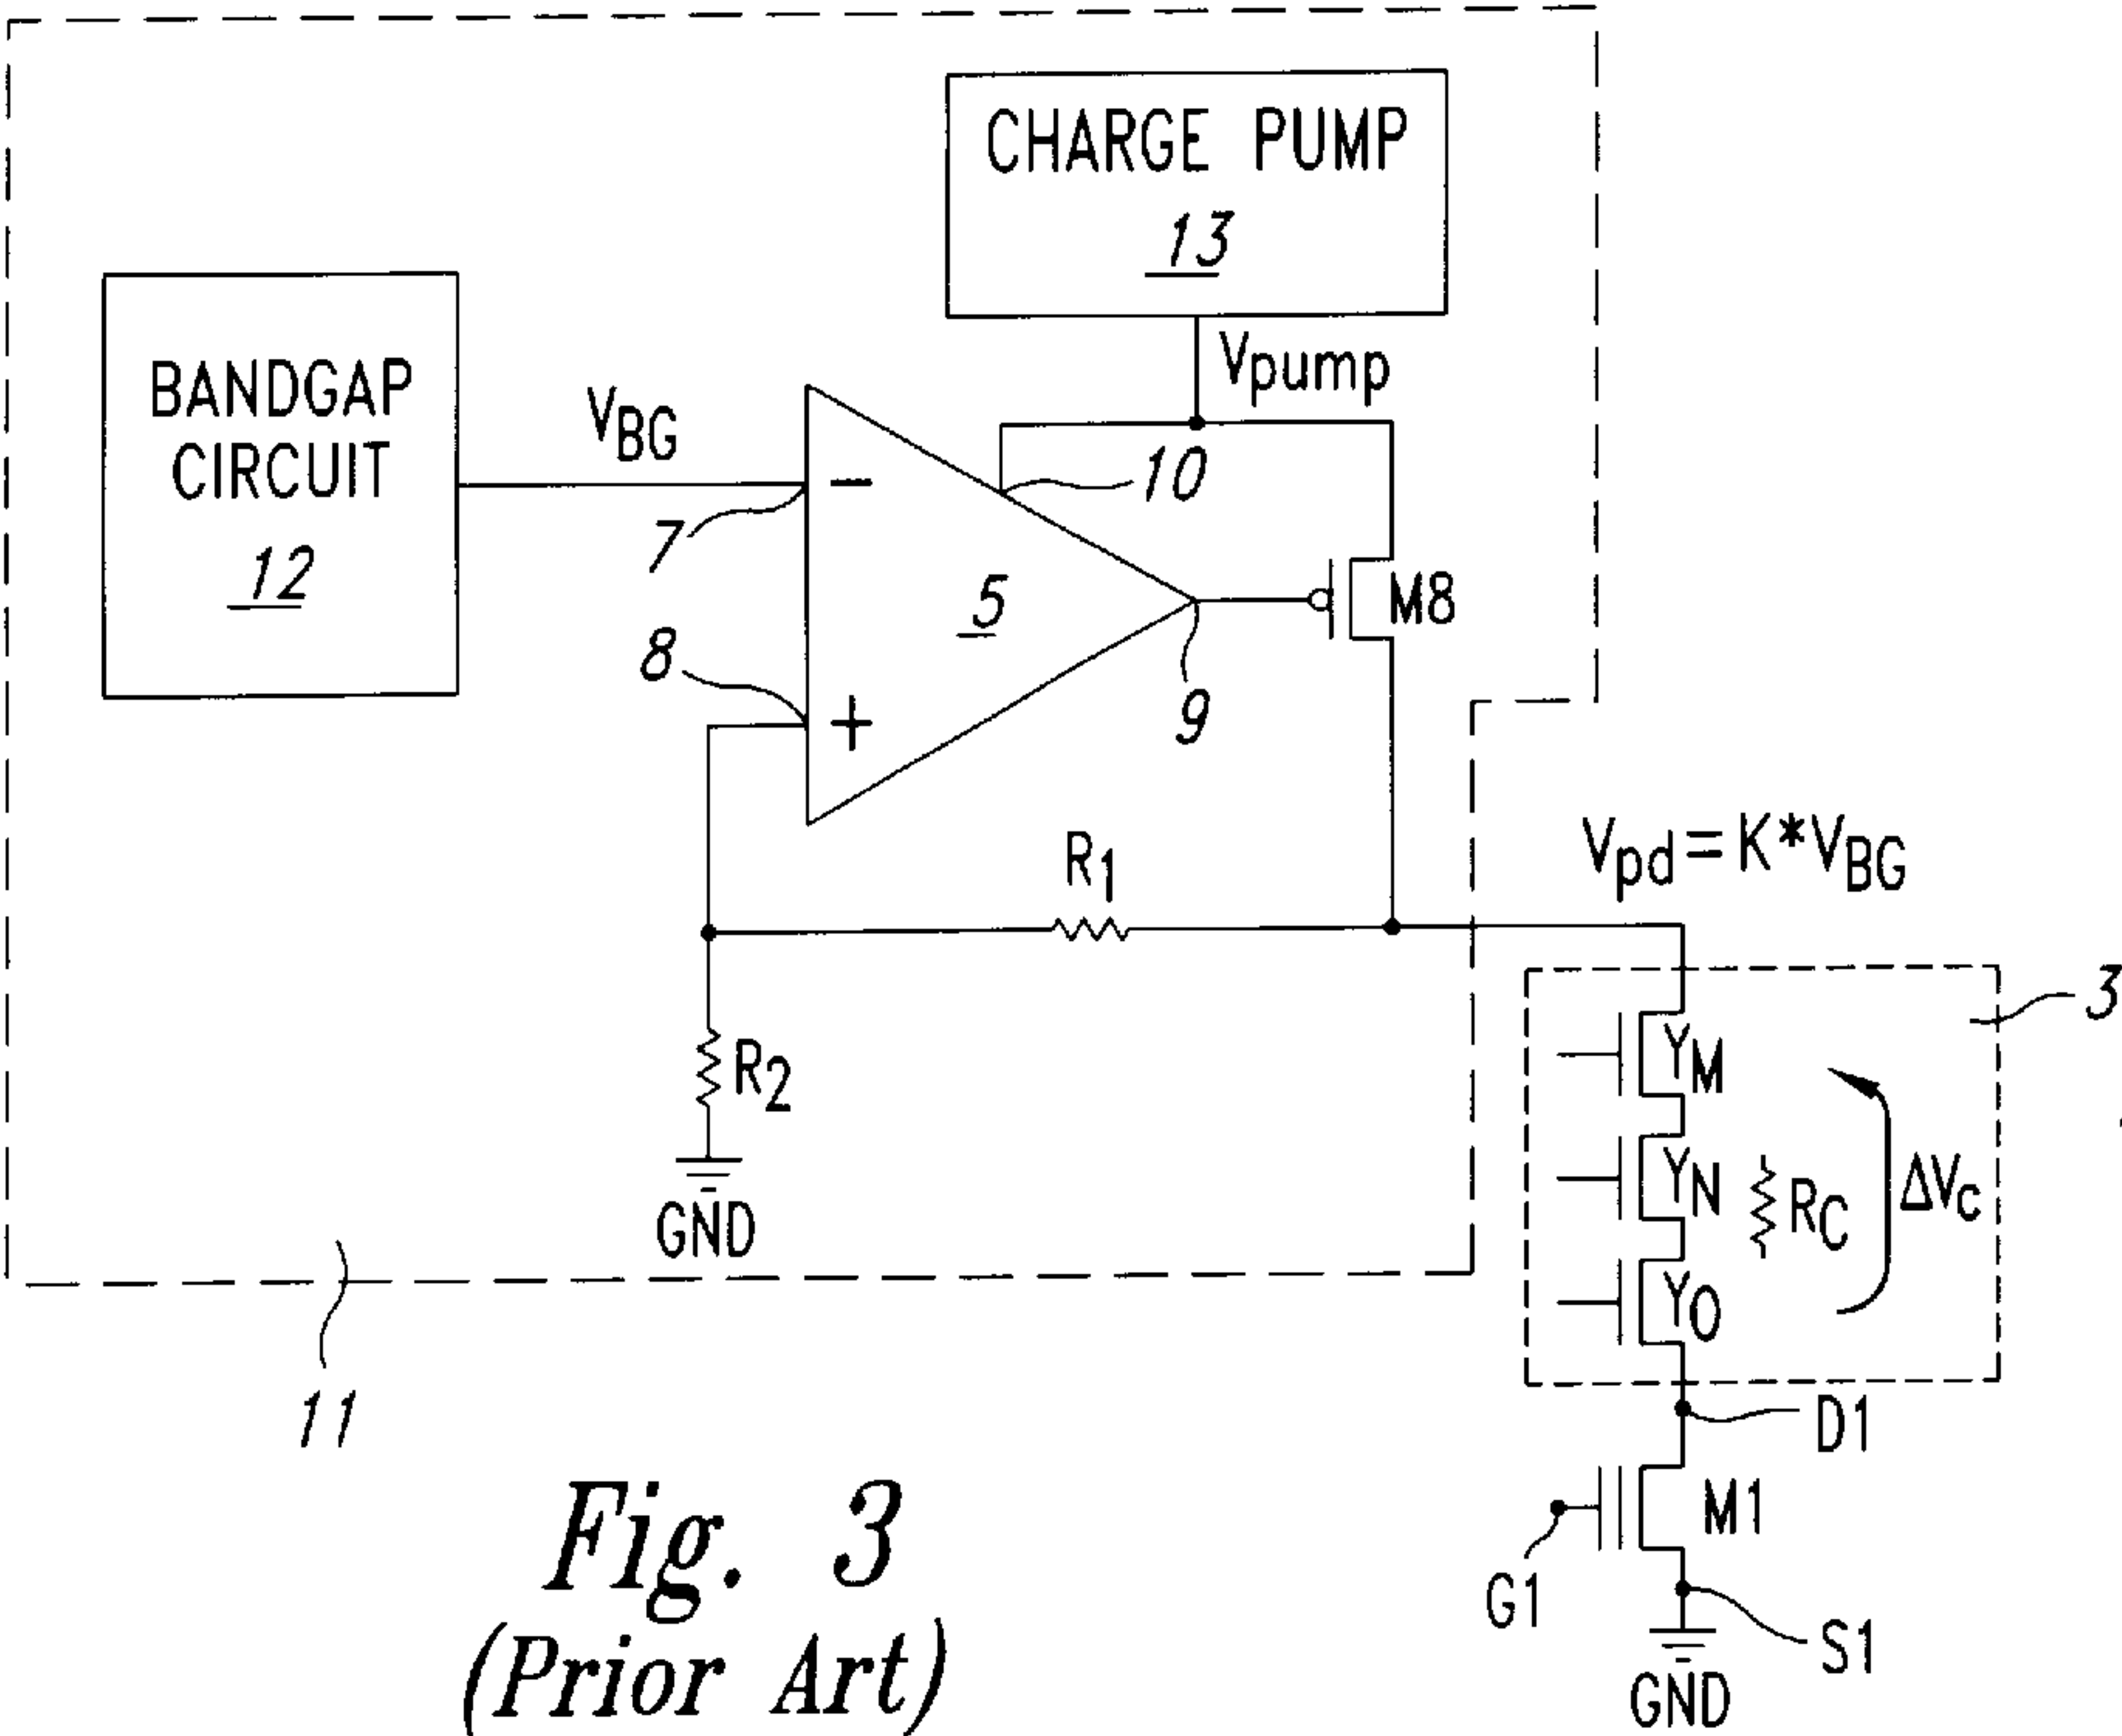 CHARGE PUMP
13
BANDGAP
CIRCUIT
12
VBG
Vpump
7
−
10
5
M8
8
+
9
R1
Vpd = K*VBG
R2
GND
3
YM
YN
RC
ΔVc
YO
11
D1
M1
G1
S1
GND
Fig. 3
(Prior Art)